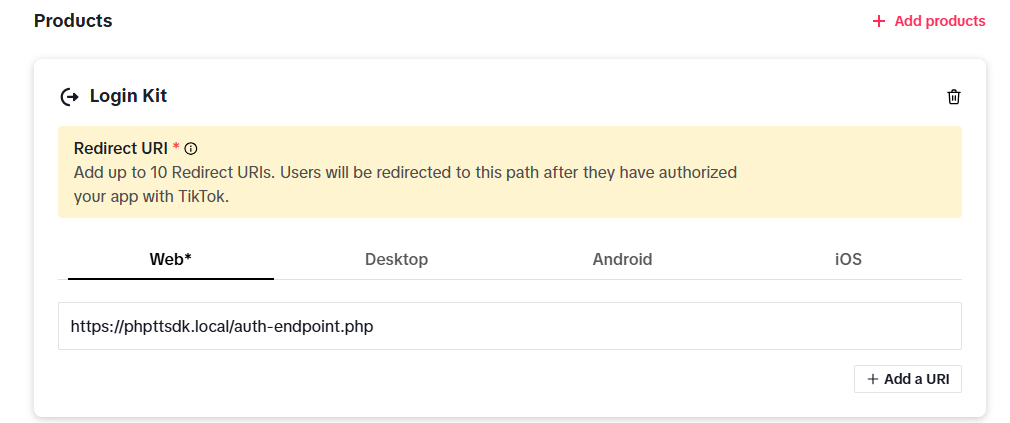 Products
+ Add products
Login Kit
Redirect URI *
Add up to 10 Redirect URIs. Users will be redirected to this path after they have authorized
your app with TikTok.
Web* Desktop Android iOS
https://phpttsdk.local/auth-endpoint.php
+ Add a URI